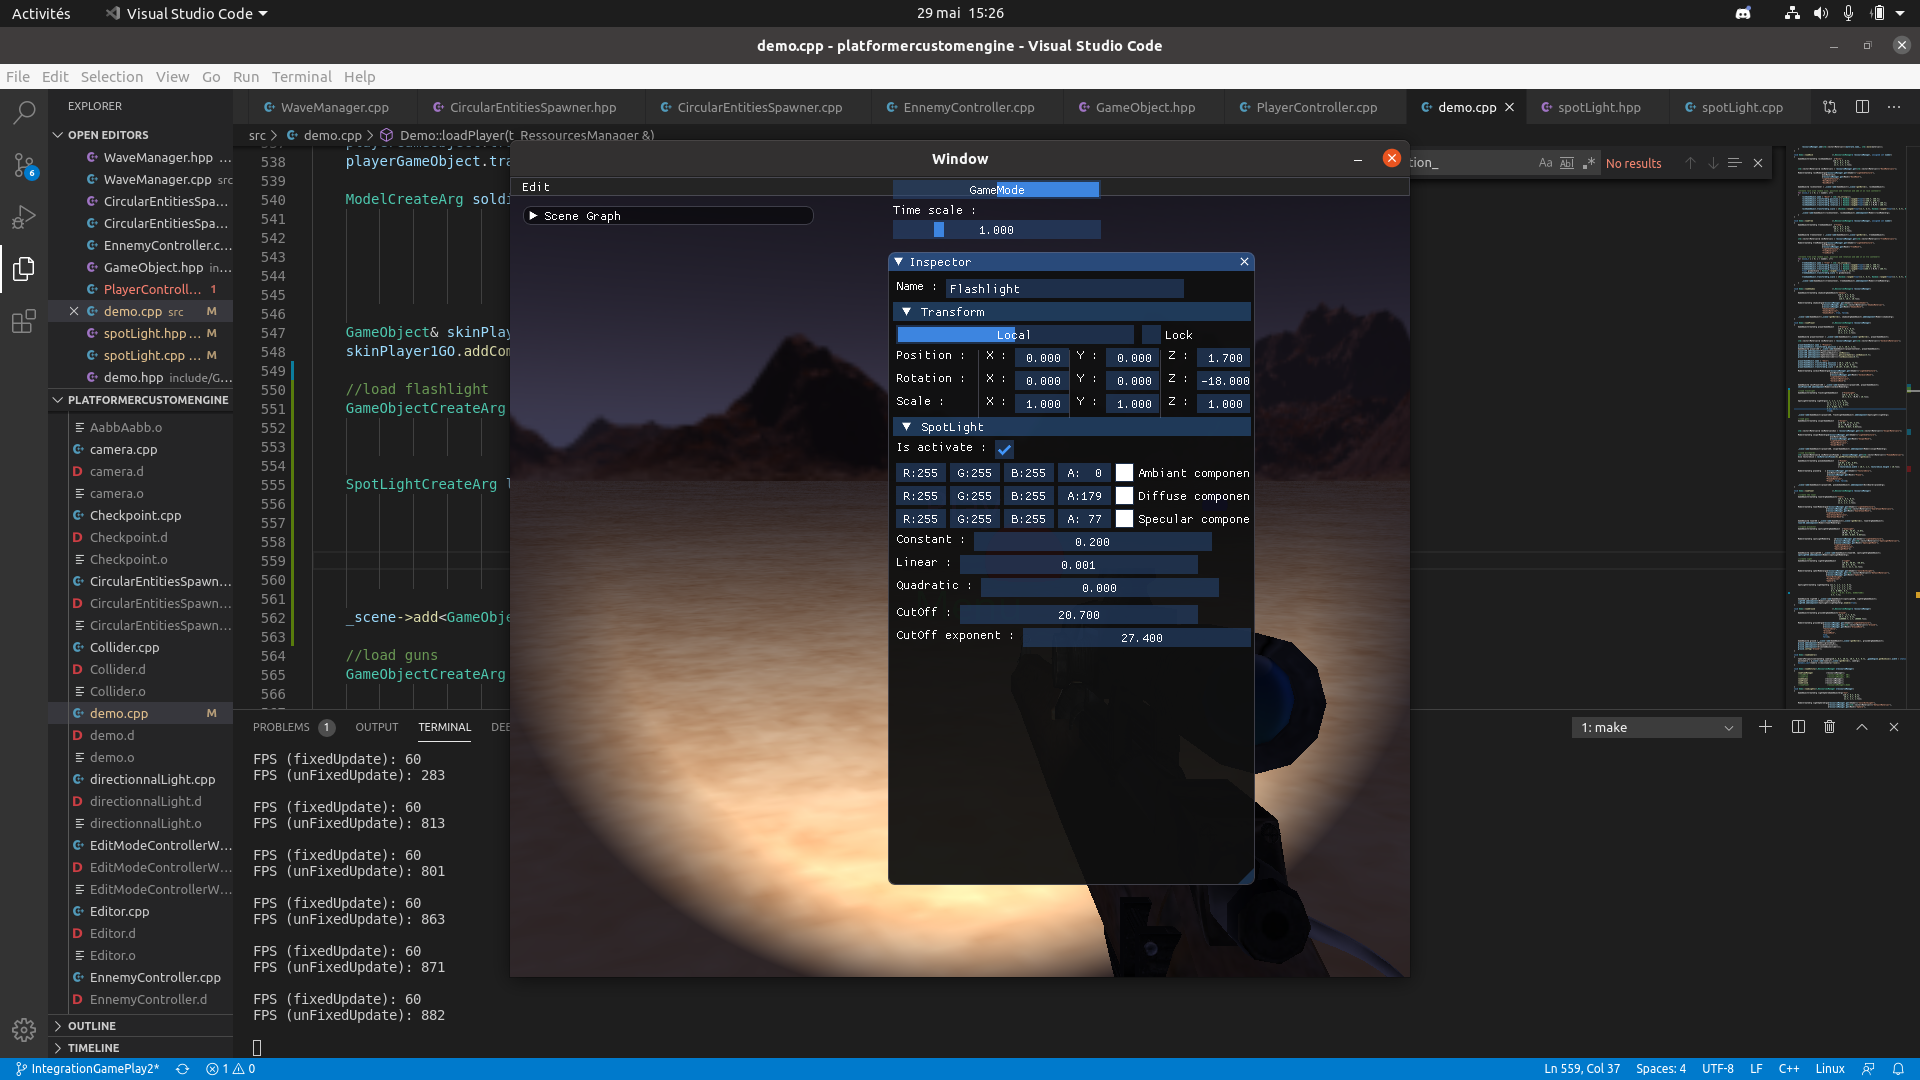 Activités
Visual Studio Code
29 mai 15:26
demo.cpp - platformercustomengine - Visual Studio Code
File Edit Selection View Go Run Terminal Help
EXPLORER
WaveManager.cpp
CircularEntitiesSpawner.hpp
CircularEntitiesSpawner.cpp
EnnemyController.cpp
GameObject.hpp
PlayerController.cpp
demo.cpp
spotLight.hpp
spotLight.cpp
OPEN EDITORS
src > demo.cpp > Demo::loadPlayer(t_RessourcesManager &)
WaveManager.hpp ...
WaveManager.cpp src
CircularEntitiesSpa...
CircularEntitiesSpa...
EnnemyController.c...
GameObject.hpp in...
PlayerControll... 1
demo.cpp src M
spotLight.hpp ... M
spotLight.cpp ... M
demo.hpp include/G...
PLATFORMERCUSTOMENGINE
AabbAabb.o
camera.cpp
camera.d
camera.o
Checkpoint.cpp
Checkpoint.d
Checkpoint.o
CircularEntitiesSpawn...
CircularEntitiesSpawn...
CircularEntitiesSpawn...
Collider.cpp
Collider.d
Collider.o
demo.cpp M
demo.d
demo.o
directionnalLight.cpp
directionnalLight.d
directionnalLight.o
EditModeControllerW...
EditModeControllerW...
EditModeControllerW...
Editor.cpp
Editor.d
Editor.o
EnnemyController.cpp
EnnemyController.d
OUTLINE
TIMELINE
538 playerGameObject.tra
539
540 ModelCreateArg soldi
541
542
543
544
545
546
547 GameObject& skinPlay
548 skinPlayer1GO.addCom
549
550 //load flashlight
551 GameObjectCreateArg
552
553
554
555 SpotLightCreateArg l
556
557
558
559
560
561
562 _scene->add<GameObje
563
564 //load guns
565 GameObjectCreateArg
566
tion_
Aa
No results
Window
Edit
GameMode
Scene Graph
Time scale :
1.000
Inspector
Name : Flashlight
Transform
Local
Lock
Position : X : 0.000 Y : 0.000 Z : 1.700
Rotation : X : 0.000 Y : 0.000 Z : -18.000
Scale : X : 1.000 Y : 1.000 Z : 1.000
SpotLight
Is activate :
R:255 G:255 B:255 A: 0 Ambiant componen
R:255 G:255 B:255 A:179 Diffuse componen
R:255 G:255 B:255 A: 77 Specular compone
Constant : 0.200
Linear : 0.001
Quadratic : 0.000
CutOff : 20.700
CutOff exponent : 27.400
PROBLEMS 1 OUTPUT TERMINAL DE
1: make
FPS (fixedUpdate): 60
FPS (unFixedUpdate): 283
FPS (fixedUpdate): 60
FPS (unFixedUpdate): 813
FPS (fixedUpdate): 60
FPS (unFixedUpdate): 801
FPS (fixedUpdate): 60
FPS (unFixedUpdate): 863
FPS (fixedUpdate): 60
FPS (unFixedUpdate): 871
FPS (fixedUpdate): 60
FPS (unFixedUpdate): 882
6
IntegrationGamePlay2*
1 0
Ln 559, Col 37
Spaces: 4
UTF-8
LF
C++
Linux